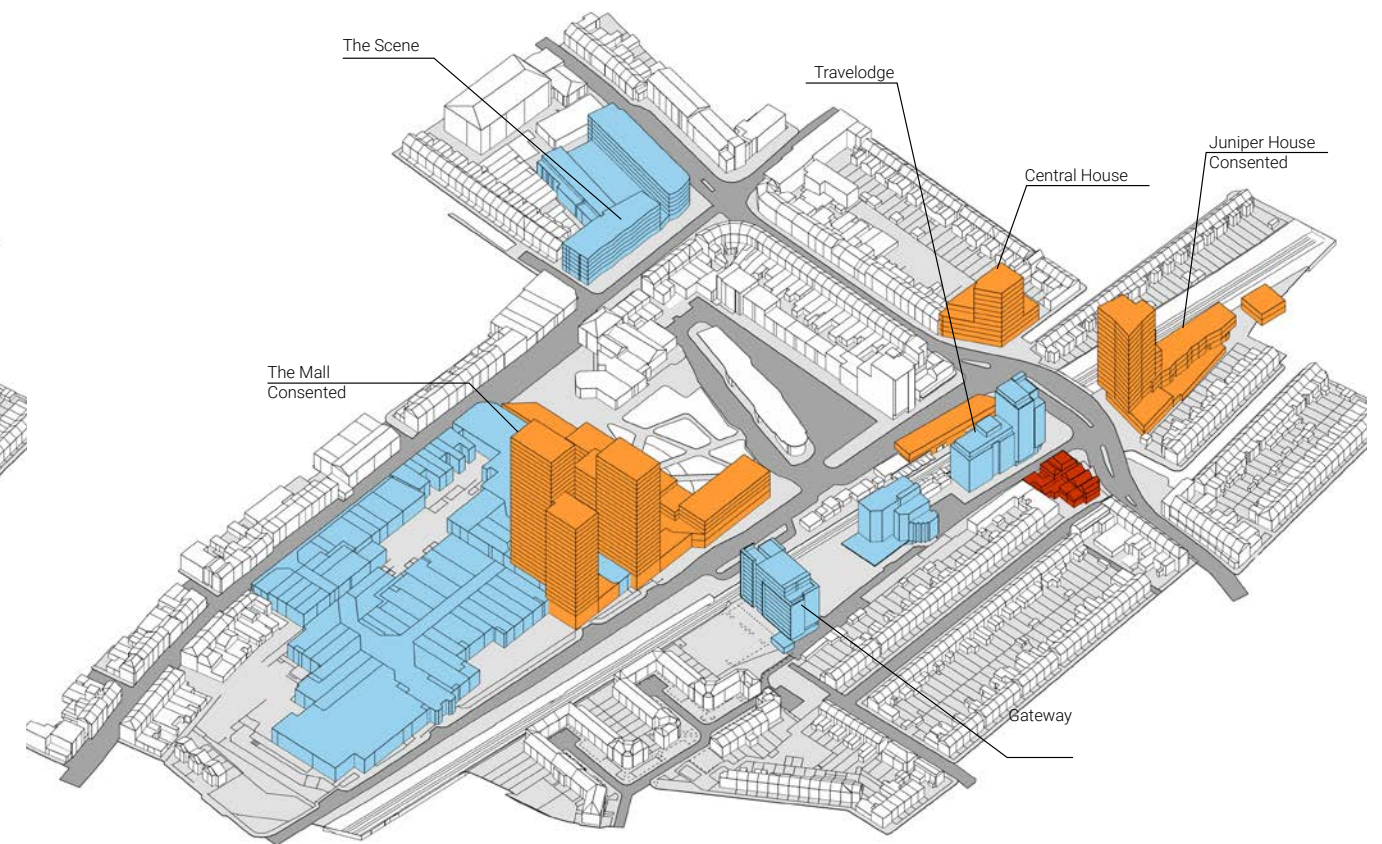 The Scene
Travelodge
Juniper House
Consented
Central House
The Mall
Consented
Gateway